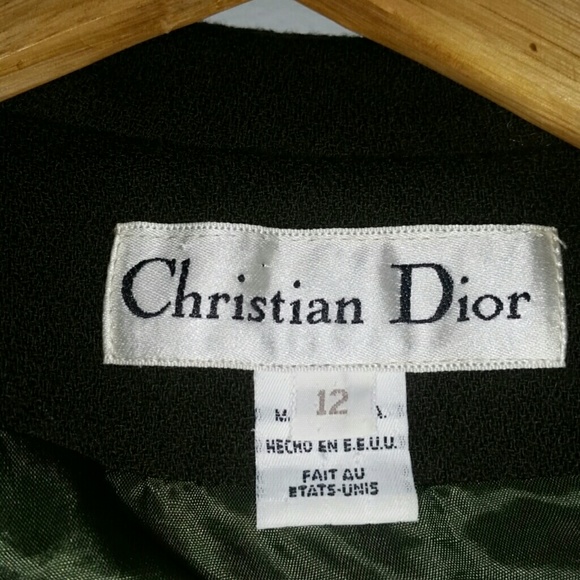 Christian Dior
12
HECHO EN E.E.U.U.
FAIT AU
ETATS-UNIS